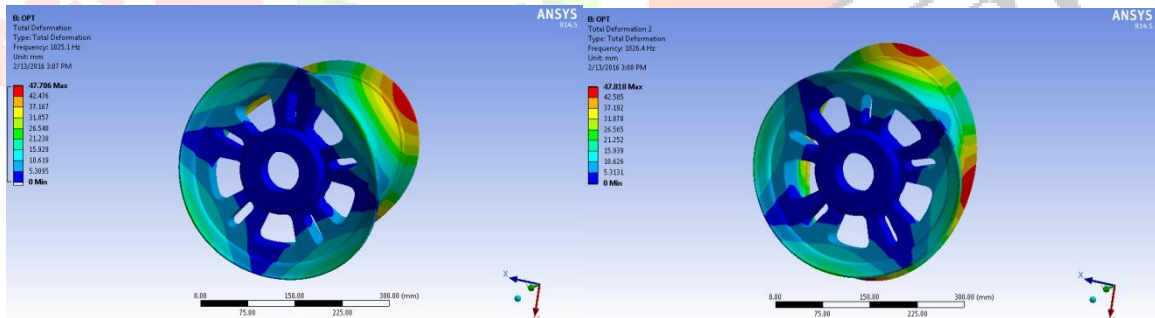 B: OPT
Total Deformation
Type: Total Deformation
Frequency: 1025.1 Hz
Unit: mm
2/13/2016 3:07 PM
47.786 Max
42.476
37.167
31.857
26.548
21.238
15.929
10.619
5.3095
0 Min
ANSYS
R14.5
X
0.00
150.00
300.00 (mm)
75.00
225.00
B: OPT
Total Deformation 2
Type: Total Deformation
Frequency: 1026.4 Hz
Unit: mm
2/13/2016 3:08 PM
47.818 Max
42.505
37.192
31.878
26.565
21.252
15.939
10.626
5.3131
0 Min
ANSYS
R14.5
X
0.00
150.00
300.00 (mm)
75.00
225.00